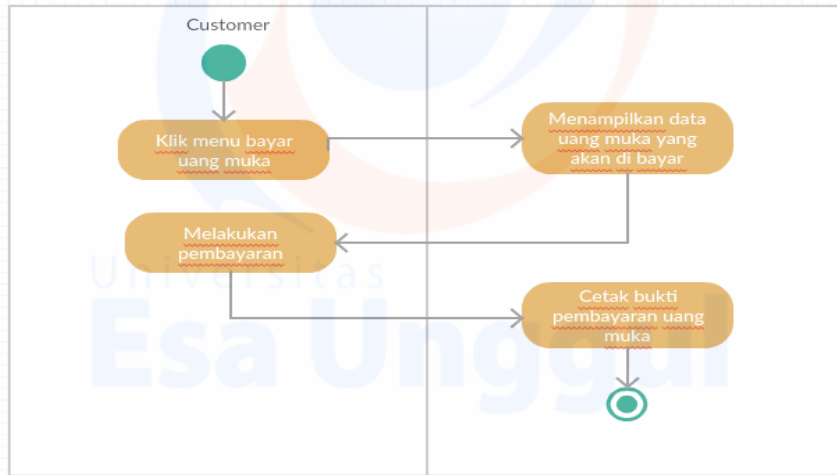 Customer
Klik menu bayar
uang muka
Menampilkan data
uang muka yang
akan di bayar
Melakukan
pembayaran
Cetak bukti
pembayaran uang
muka
Universitas
Esa Unggul